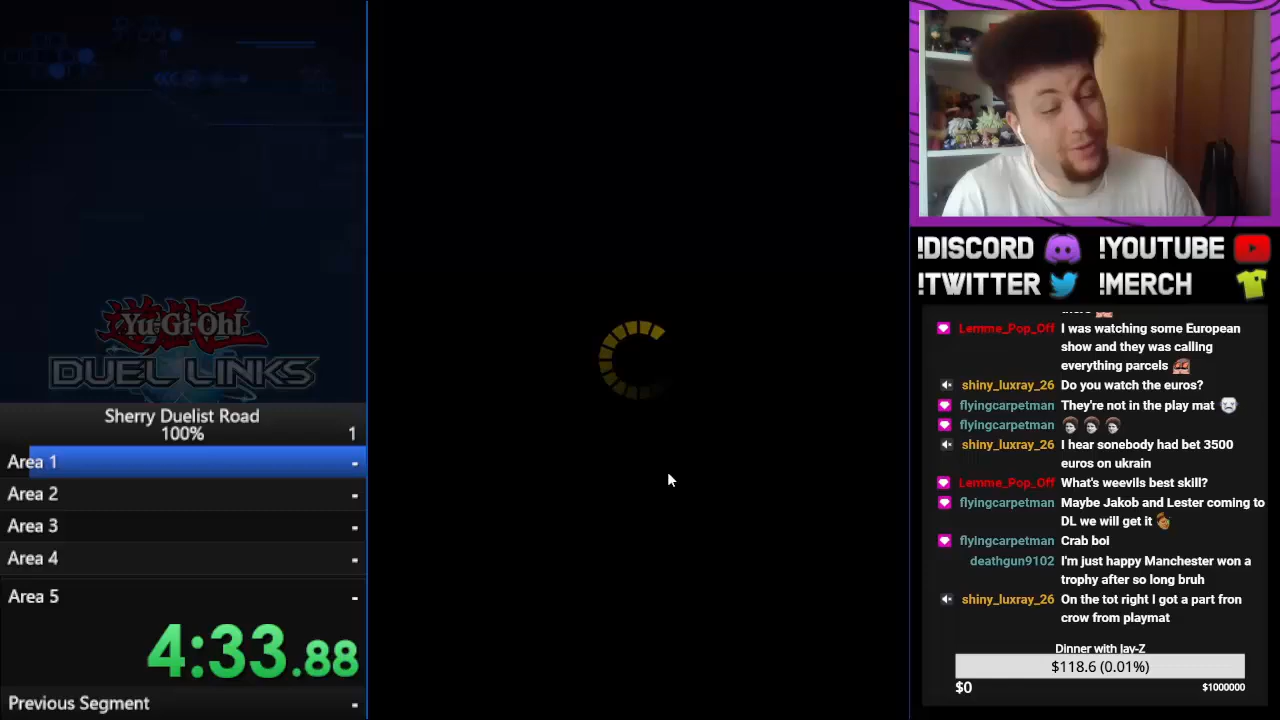 Yu-Gi-Oh!
DUEL LINKS
Sherry Duelist Road
100% 1
Area 1 -
Area 2 -
Area 3 -
Area 4 -
Area 5 -
4:33.88
Previous Segment -
!DISCORD !YOUTUBE
!TWITTER !MERCH
Lemme_Pop_Off I was watching some European
show and they was calling
everything parcels
shiny_luxray_26 Do you watch the euros?
flyingcarpetman They're not in the play mat
flyingcarpetman
shiny_luxray_26 I hear sonebody had bet 3500
euros on ukrain
Lemme_Pop_Off What's weevils best skill?
flyingcarpetman Maybe Jakob and Lester coming to
DL we will get it
flyingcarpetman Crab boi
deathgun9102 I'm just happy Manchester won a
trophy after so long bruh
shiny_luxray_26 On the tot right I got a part fron
crow from playmat
Dinner with Jay-Z
$118.6 (0.01%)
$0 $1000000